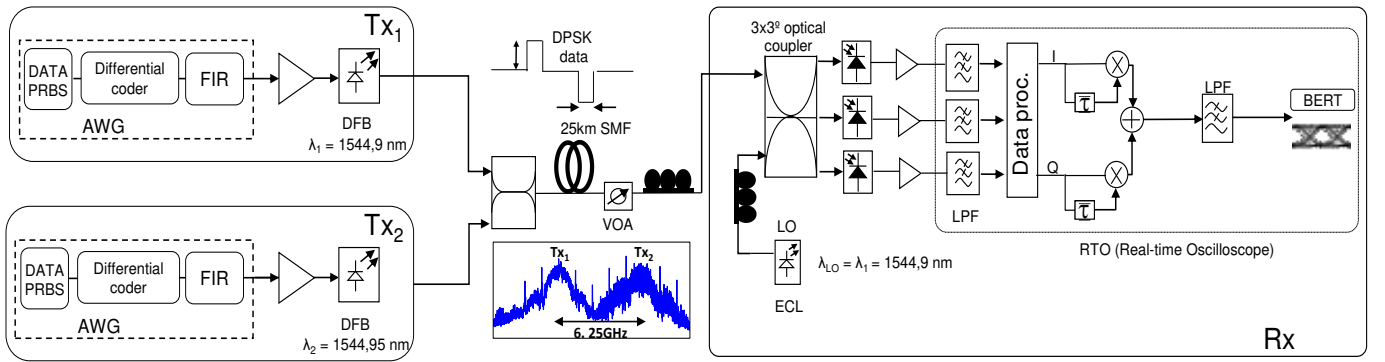 Tx1
DATA
PRBS
Differential
coder
FIR
AWG
DFB
λ1 = 1544,9 nm
Tx2
DATA
PRBS
Differential
coder
FIR
AWG
DFB
λ2 = 1544,95 nm
DPSK
data
25km SMF
VOA
Tx1
Tx2
6. 25GHz
3x3º optical
coupler
LO
ECL
λLO = λ1 = 1544,9 nm
LPF
Data proc.
I
τ
Q
τ
LPF
BERT
RTO (Real-time Oscilloscope)
Rx